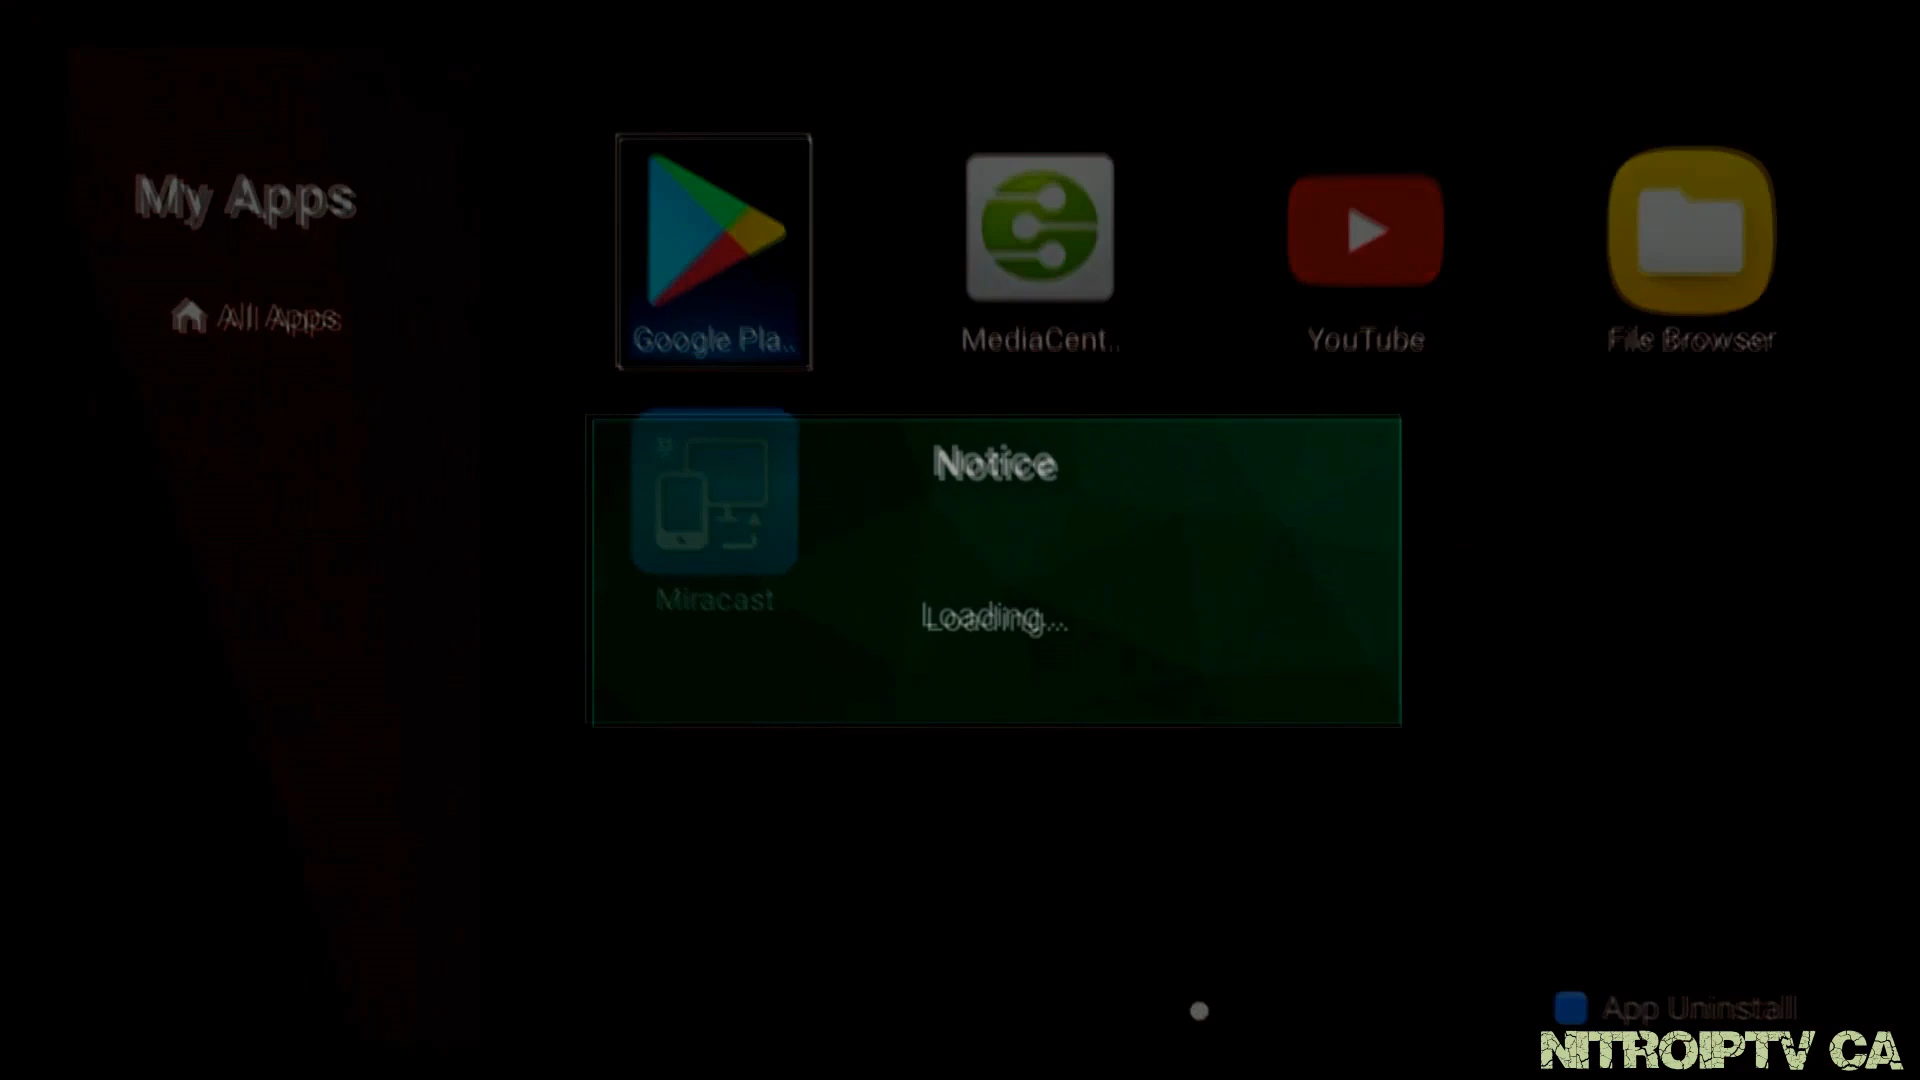 My Apps
All Apps
Google Pla..
MediaCent..
YouTube
File Browser
Notice
Miracast
Loading...
App Uninstall
NITROIPTV CA